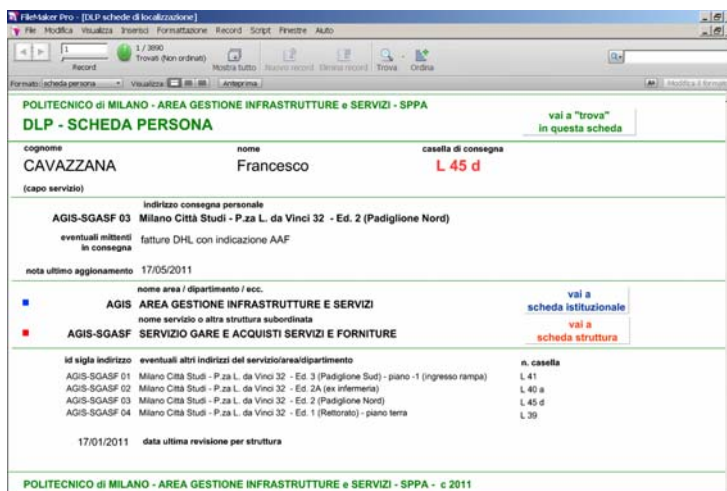 FileMaker Pro - [DLP schede di localizzazione]
File Modifica Visualizza Inserisci Formattazione Record Script Finestre Aiuto
1
1 / 3890
Trovati (Non ordinati)
Record
Mostra tutto Nuovo record Elimina record Trova Ordina
Formato: scheda persona Visualizza: Anteprima Modifica il formato
POLITECNICO di MILANO - AREA GESTIONE INFRASTRUTTURE e SERVIZI - SPPA
DLP - SCHEDA PERSONA
vai a "trova"
in questa scheda
cognome nome casella di consegna
CAVAZZANA Francesco L 45 d
(capo servizio)
indirizzo consegna personale
AGIS-SGASF 03 Milano Città Studi - P.za L. da Vinci 32 - Ed. 2 (Padiglione Nord)
eventuali mittenti
in consegna
fatture DHL con indicazione AAF
nota ultimo aggionamento 17/05/2011
nome area / dipartimento / ecc.
AGIS AREA GESTIONE INFRASTRUTTURE E SERVIZI
vai a
scheda istituzionale
nome servizio o altra struttura subordinata
AGIS-SGASF SERVIZIO GARE E ACQUISTI SERVIZI E FORNITURE
vai a
scheda struttura
id sigla indirizzo eventuali altri indirizzi del servizio/area/dipartimento n. casella
AGIS-SGASF 01 Milano Città Studi - P.za L. da Vinci 32 - Ed. 3 (Padiglione Sud) - piano -1 (ingresso rampa) L 41
AGIS-SGASF 02 Milano Città Studi - P.za L. da Vinci 32 - Ed. 2A (ex infermeria) L 40 a
AGIS-SGASF 03 Milano Città Studi - P.za L. da Vinci 32 - Ed. 2 (Padiglione Nord) L 45 d
AGIS-SGASF 04 Milano Città Studi - P.za L. da Vinci 32 - Ed. 1 (Rettorato) - piano terra L 39
17/01/2011 data ultima revisione per struttura
POLITECNICO di MILANO - AREA GESTIONE INFRASTRUTTURE e SERVIZI - SPPA - c 2011